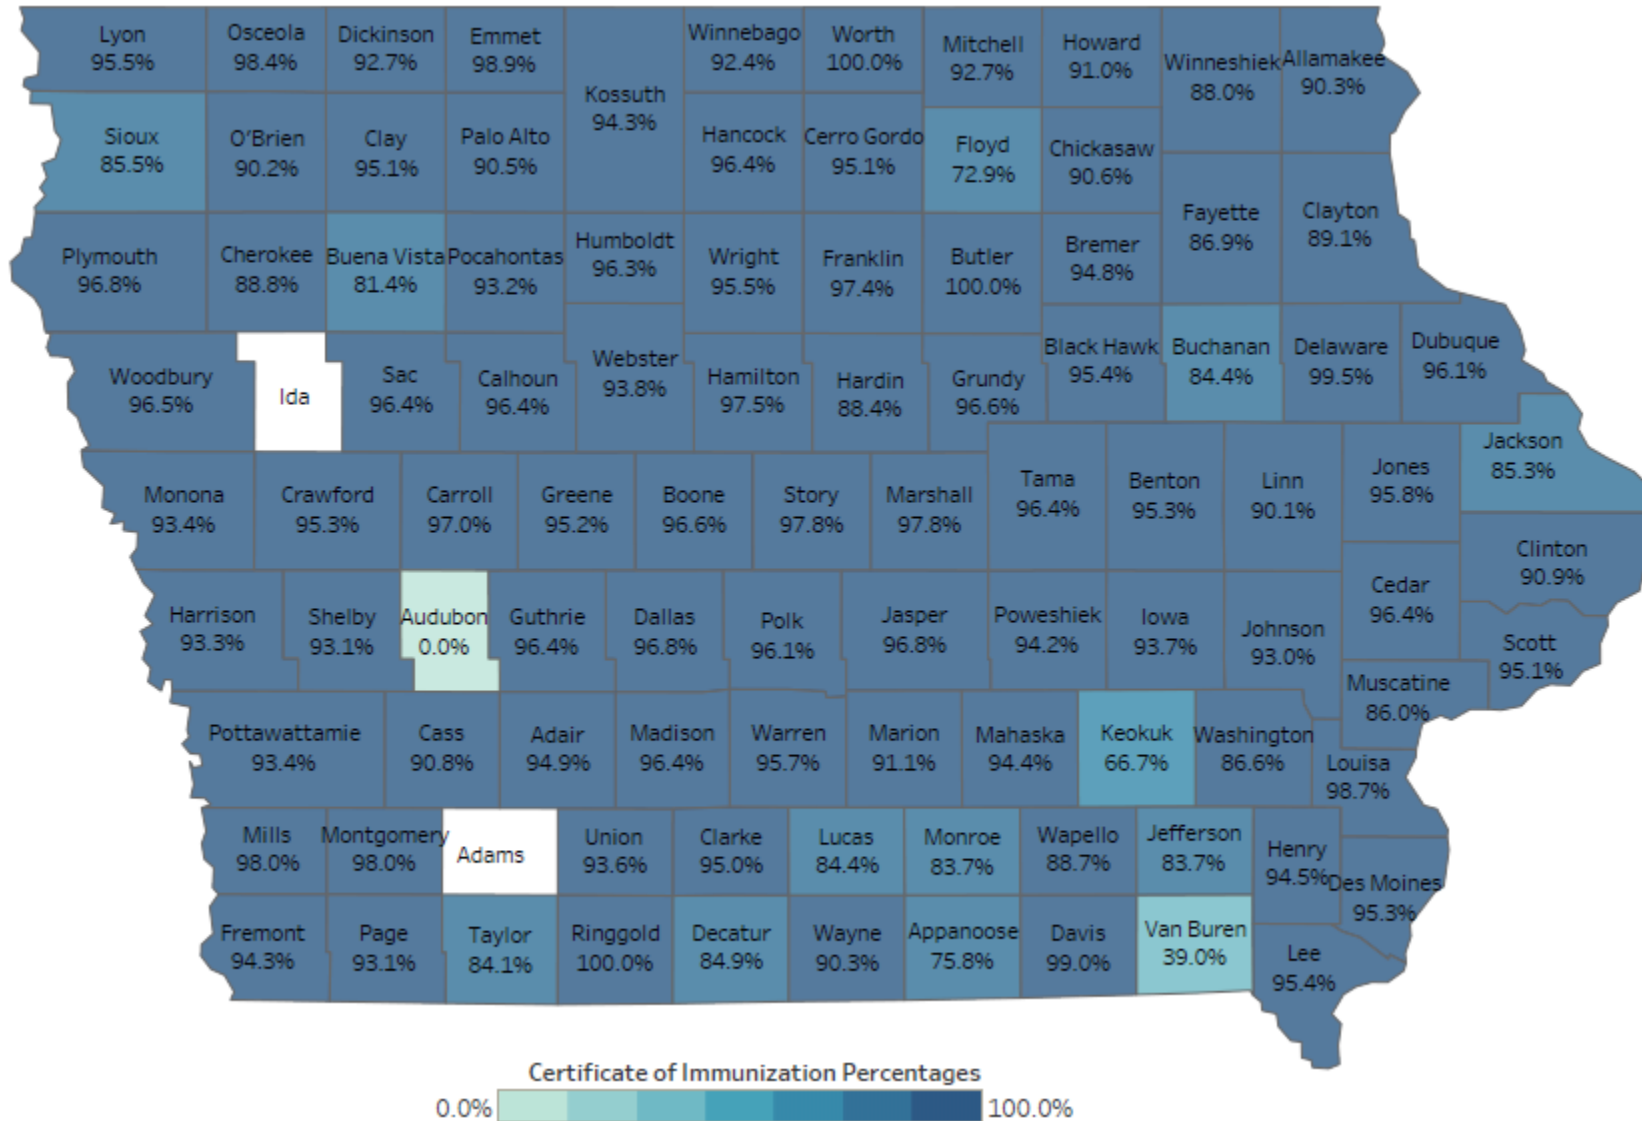 Lyon
95.5%
Osceola
98.4%
Dickinson
92.7%
Emmet
98.9%
Kossuth
94.3%
Winnebago
92.4%
Worth
100.0%
Mitchell
92.7%
Howard
91.0%
Winneshiek
88.0%
Allamakee
90.3%
Sioux
85.5%
O'Brien
90.2%
Clay
95.1%
Palo Alto
90.5%
Hancock
96.4%
Cerro Gordo
95.1%
Floyd
72.9%
Chickasaw
90.6%
Plymouth
96.8%
Cherokee
88.8%
Buena Vista
81.4%
Pocahontas
93.2%
Humboldt
96.3%
Wright
95.5%
Franklin
97.4%
Butler
100.0%
Bremer
94.8%
Fayette
86.9%
Clayton
89.1%
Woodbury
96.5%
Ida
Sac
96.4%
Calhoun
96.4%
Webster
93.8%
Hamilton
97.5%
Hardin
88.4%
Grundy
96.6%
Black Hawk
95.4%
Buchanan
84.4%
Delaware
99.5%
Dubuque
96.1%
Monona
93.4%
Crawford
95.3%
Carroll
97.0%
Greene
95.2%
Boone
96.6%
Story
97.8%
Marshall
97.8%
Tama
96.4%
Benton
95.3%
Linn
90.1%
Jones
95.8%
Jackson
85.3%
Clinton
90.9%
Harrison
93.3%
Shelby
93.1%
Audubon
0.0%
Guthrie
96.4%
Dallas
96.8%
Polk
96.1%
Jasper
96.8%
Poweshiek
94.2%
Iowa
93.7%
Johnson
93.0%
Cedar
96.4%
Scott
95.1%
Muscatine
86.0%
Pottawattamie
93.4%
Cass
90.8%
Adair
94.9%
Madison
96.4%
Warren
95.7%
Marion
91.1%
Mahaska
94.4%
Keokuk
66.7%
Washington
86.6%
Louisa
98.7%
Mills
98.0%
Montgomery
98.0%
Adams
Union
93.6%
Clarke
95.0%
Lucas
84.4%
Monroe
83.7%
Wapello
88.7%
Jefferson
83.7%
Henry
94.5%
Des Moines
95.3%
Fremont
94.3%
Page
93.1%
Taylor
84.1%
Ringgold
100.0%
Decatur
84.9%
Wayne
90.3%
Appanoose
75.8%
Davis
99.0%
Van Buren
39.0%
Lee
95.4%
Certificate of Immunization Percentages
0.0%
100.0%